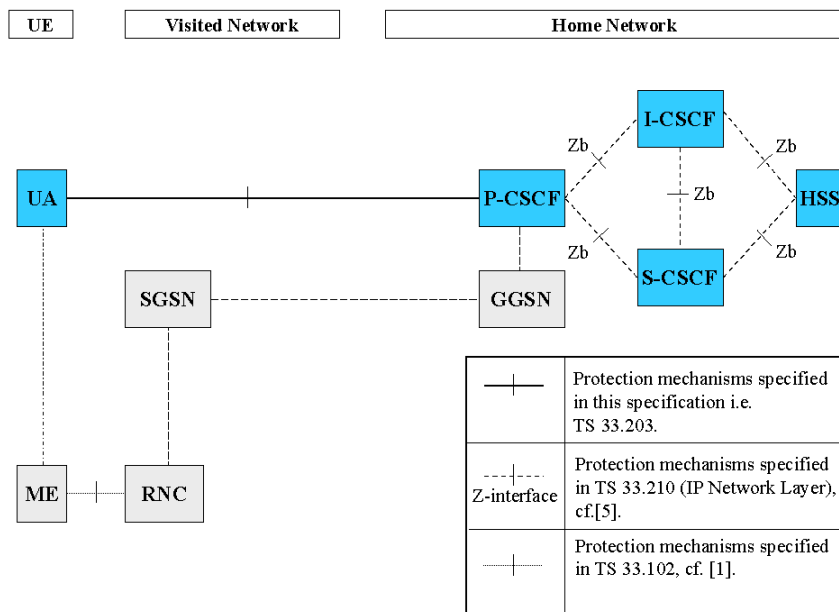 UE
Visited Network
Home Network
I-CSCF
Zb
Zb
UA
P-CSCF
Zb
HSS
Zb
Zb
S-CSCF
SGSN
GGSN
Protection mechanisms specified
in this specification i.e.
TS 33.203.
ME
RNC
Z-interface
Protection mechanisms specified
in TS 33.210 (IP Network Layer),
cf.[5].
Protection mechanisms specified
in TS 33.102, cf. [1].